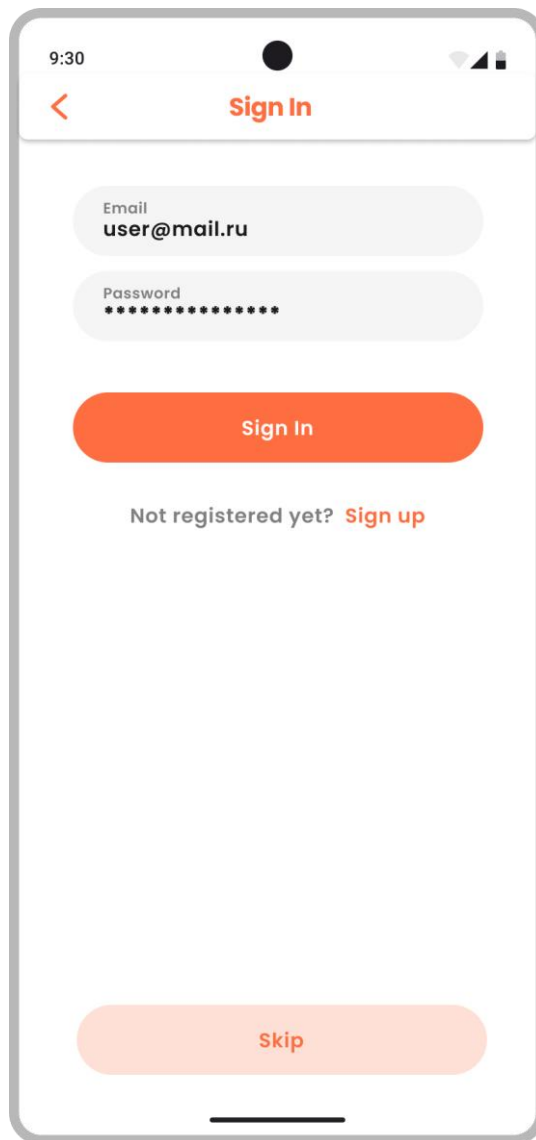 9:30
Sign In
Email
user@mail.ru
Password
***************
Sign In
Not registered yet? Sign up
Skip